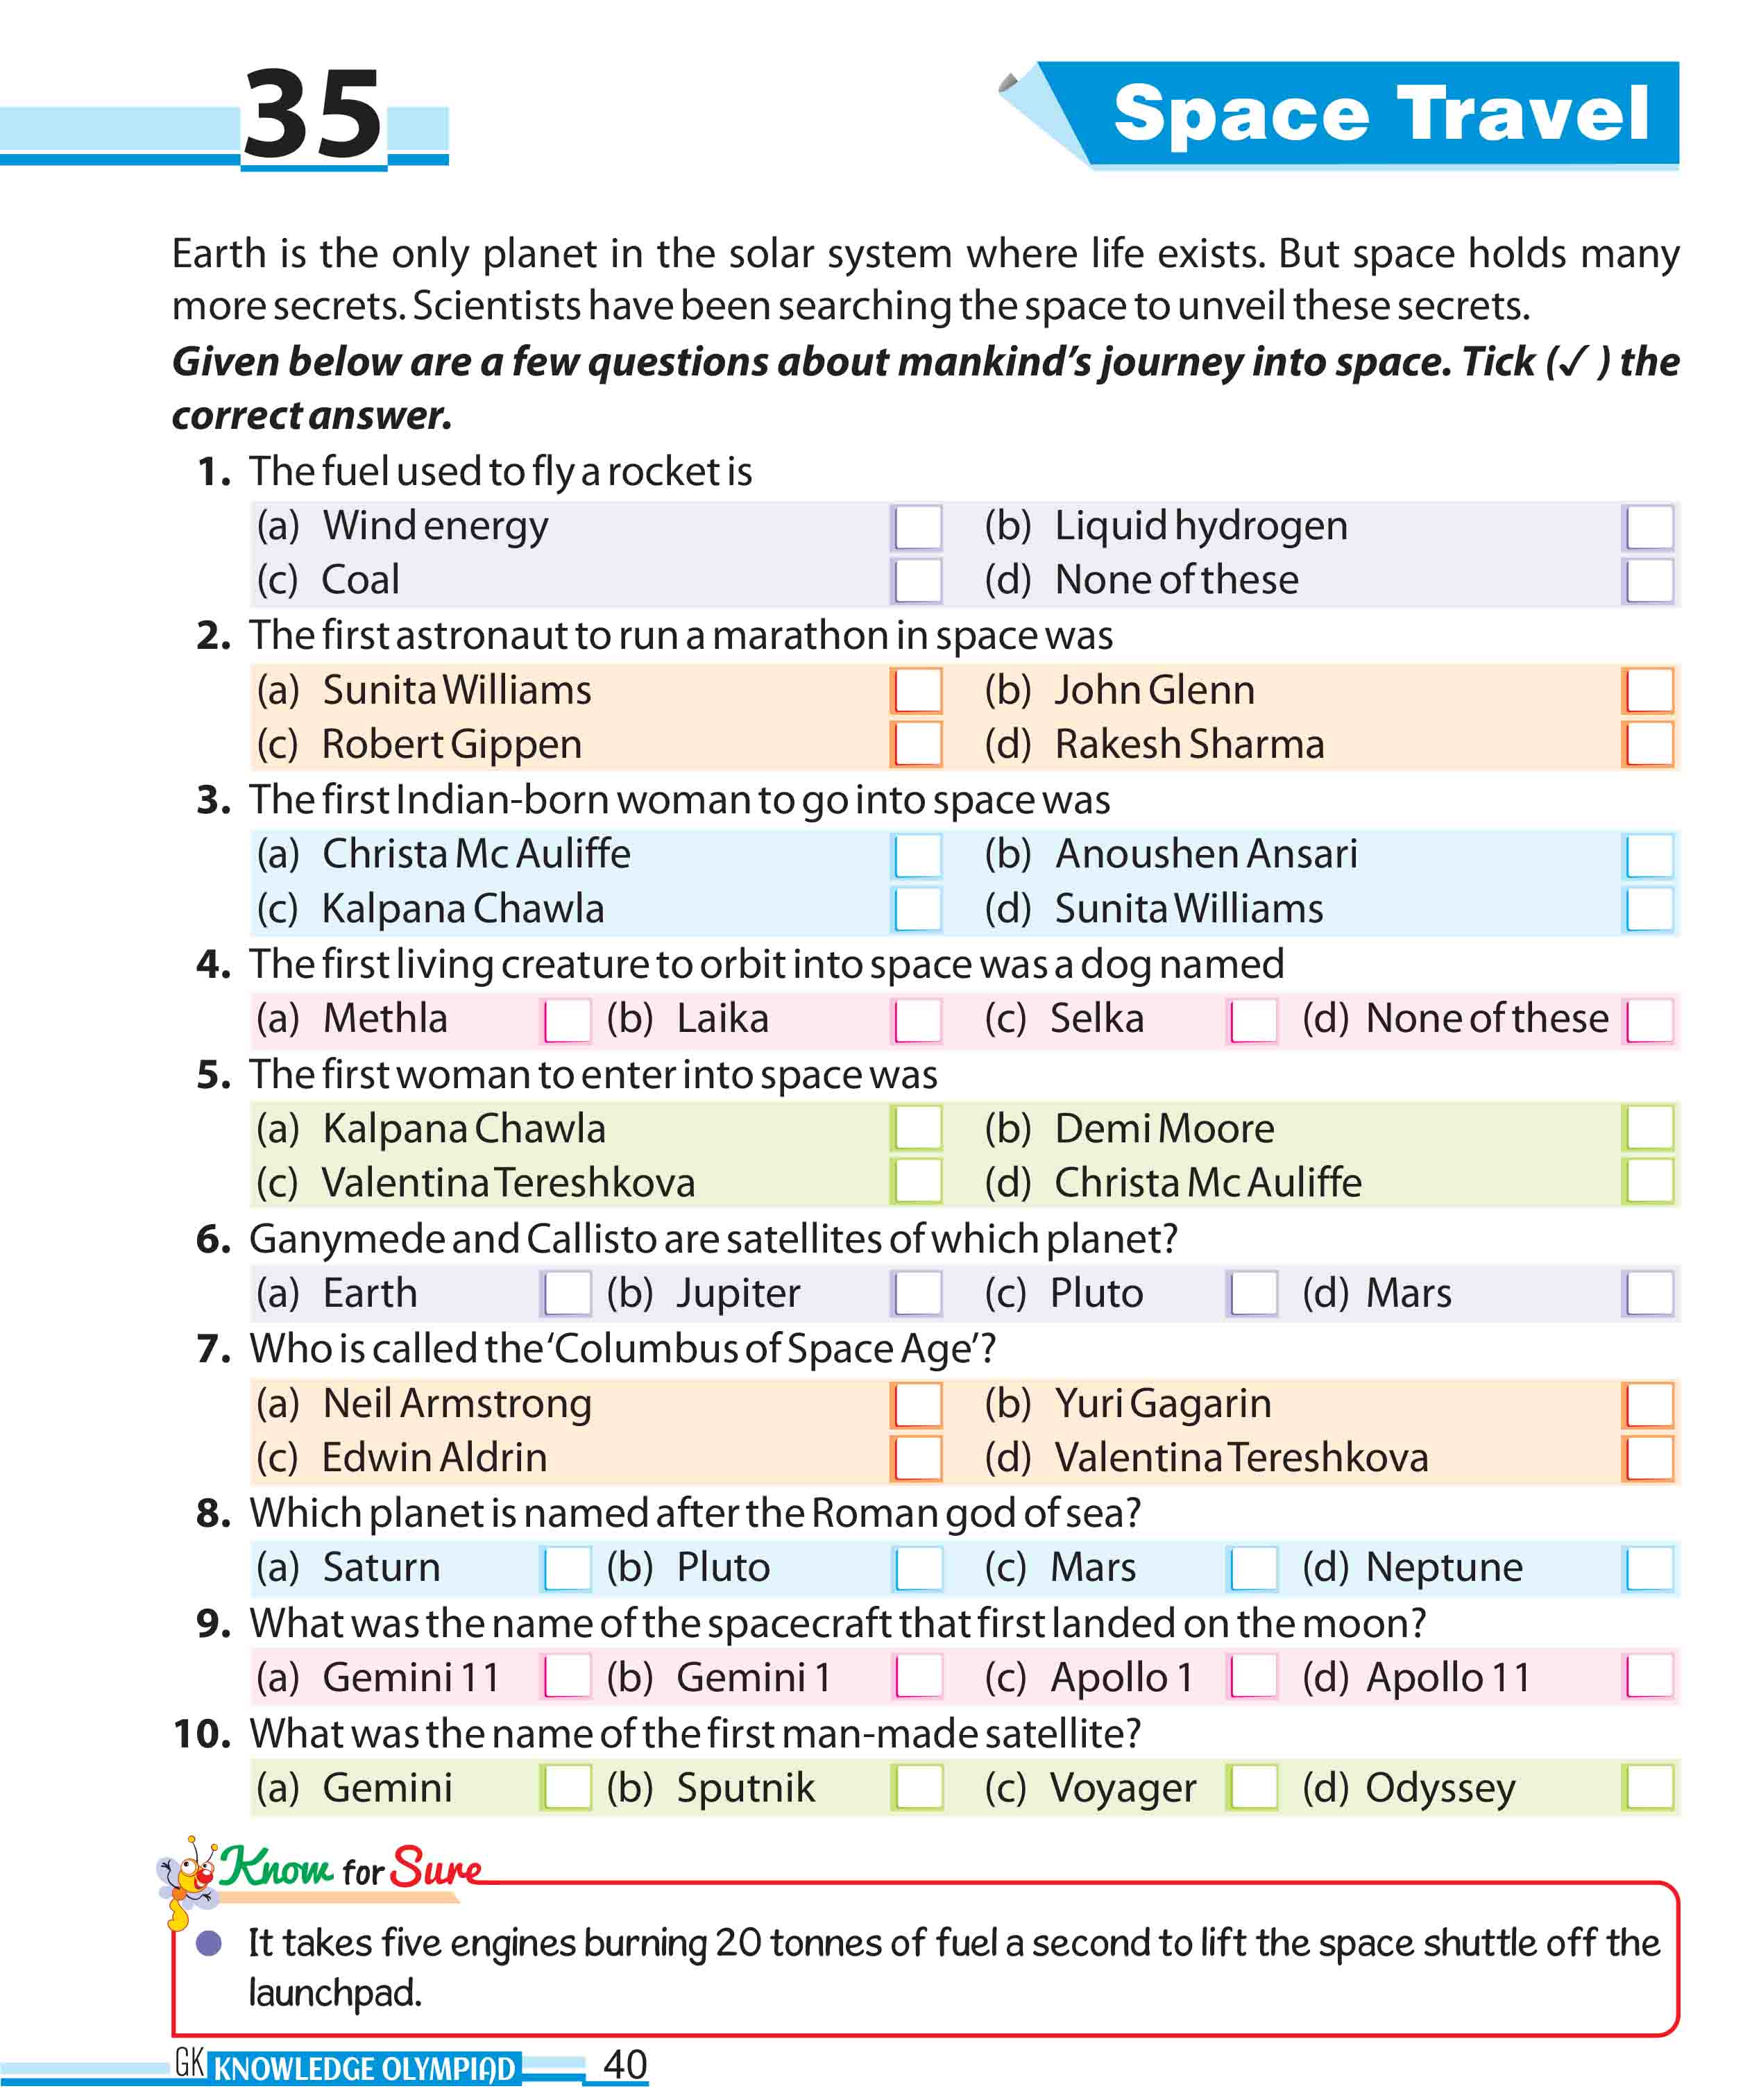 35
Space Travel
Earth is the only planet in the solar system where life exists. But space holds many
more secrets. Scientists have been searching the space to unveil these secrets.
Given below are a few questions about mankind's journey into space. Tick (✓ ) the
correct answer.
1. The fuel used to fly a rocket is
(a) Wind energy (b) Liquid hydrogen
(c) Coal (d) None of these
2. The first astronaut to run a marathon in space was
(a) Sunita Williams (b) John Glenn
(c) Robert Gippen (d) Rakesh Sharma
3. The first Indian-born woman to go into space was
(a) Christa Mc Auliffe (b) Anoushen Ansari
(c) Kalpana Chawla (d) Sunita Williams
4. The first living creature to orbit into space was a dog named
(a) Methla (b) Laika (c) Selka (d) None of these
5. The first woman to enter into space was
(a) Kalpana Chawla (b) Demi Moore
(c) Valentina Tereshkova (d) Christa Mc Auliffe
6. Ganymede and Callisto are satellites of which planet?
(a) Earth (b) Jupiter (c) Pluto (d) Mars
7. Who is called the 'Columbus of Space Age'?
(a) Neil Armstrong (b) Yuri Gagarin
(c) Edwin Aldrin (d) Valentina Tereshkova
8. Which planet is named after the Roman god of sea?
(a) Saturn (b) Pluto (c) Mars (d) Neptune
9. What was the name of the spacecraft that first landed on the moon?
(a) Gemini 11 (b) Gemini 1 (c) Apollo 1 (d) Apollo 11
10. What was the name of the first man-made satellite?
(a) Gemini (b) Sputnik (c) Voyager (d) Odyssey
Know for Sure
It takes five engines burning 20 tonnes of fuel a second to lift the space shuttle off the
launchpad.
GK KNOWLEDGE OLYMPIAD 40